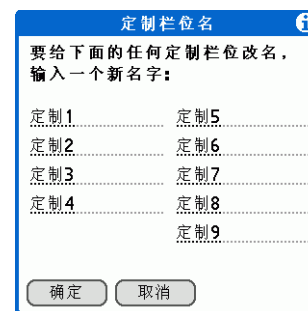 定制栏位名
要给下面的任何定制栏位改名，
输入一个新名字：
定制1
定制2
定制3
定制4
定制5
定制6
定制7
定制8
定制9
确定 取消